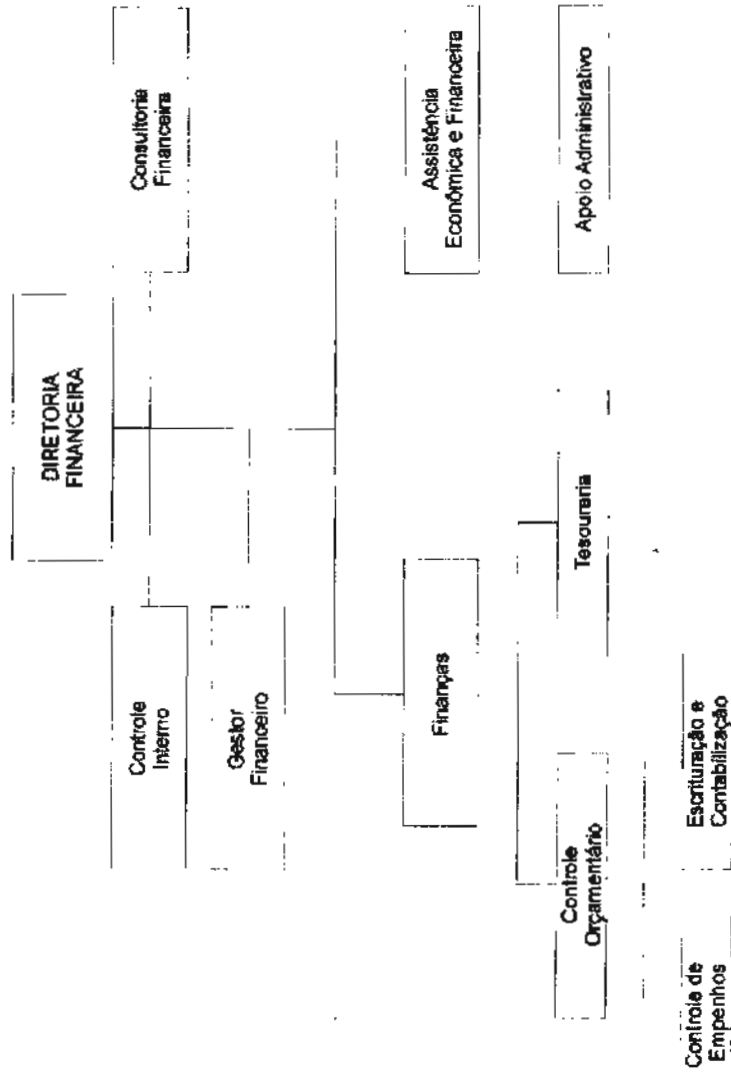 DIRETORIA
FINANCEIRA
Controle
Interno
Consultoria
Financeira
Gestor
Financeiro
Finanças
Assistência
Econômica e Financeira
Controle
Orçamentário
Tesouraria
Apoio Administrativo
Controle de
Empenhos
Escrituração e
Contabilização